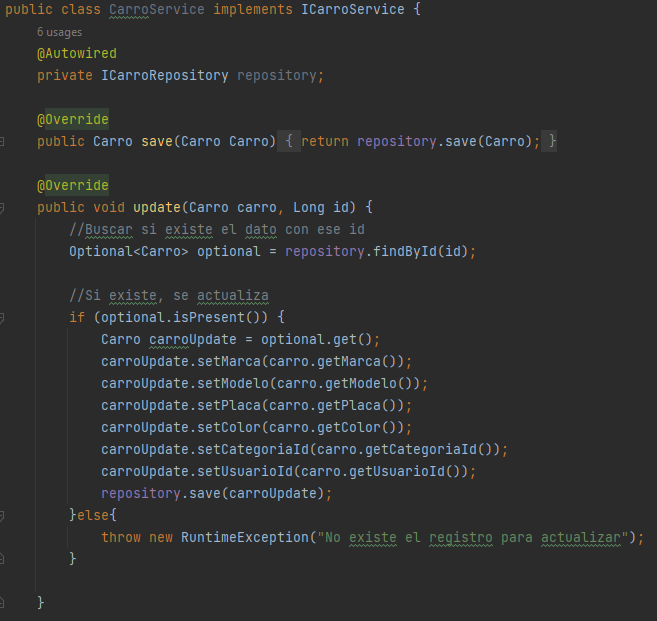 public class CarroService implements ICarroService {
6 usages
@Autowired
private ICarroRepository repository;
@Override
public Carro save(Carro Carro) { return repository.save(Carro); }
@Override
public void update(Carro carro, Long id) {
//Buscar si existe el dato con ese id
Optional<Carro> optional = repository.findById(id);
//Si existe, se actualiza
if (optional.isPresent()) {
Carro carroUpdate = optional.get();
carroUpdate.setMarca(carro.getMarca());
carroUpdate.setModelo(carro.getModelo());
carroUpdate.setPlaca(carro.getPlaca());
carroUpdate.setColor(carro.getColor());
carroUpdate.setCategoriaId(carro.getCategoriaId());
carroUpdate.setUsuarioId(carro.getUsuarioId());
repository.save(carroUpdate);
}else{
throw new RuntimeException("No existe el registro para actualizar");
}
}